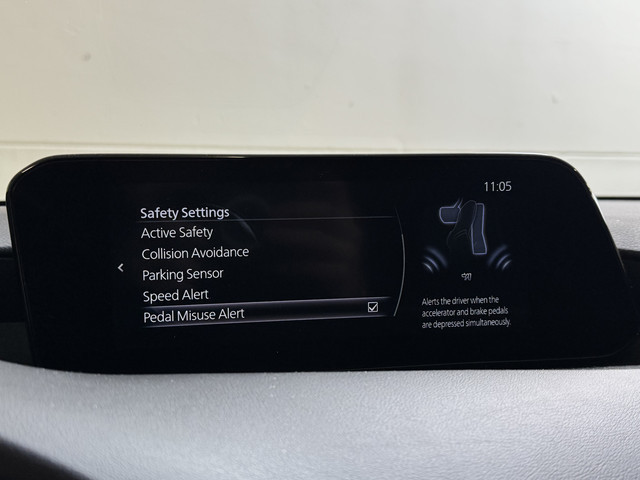 11:05
Safety Settings
Active Safety
Collision Avoidance
Parking Sensor
Speed Alert
Pedal Misuse Alert
Alerts the driver when the
accelerator and brake pedals
are depressed simultaneously.